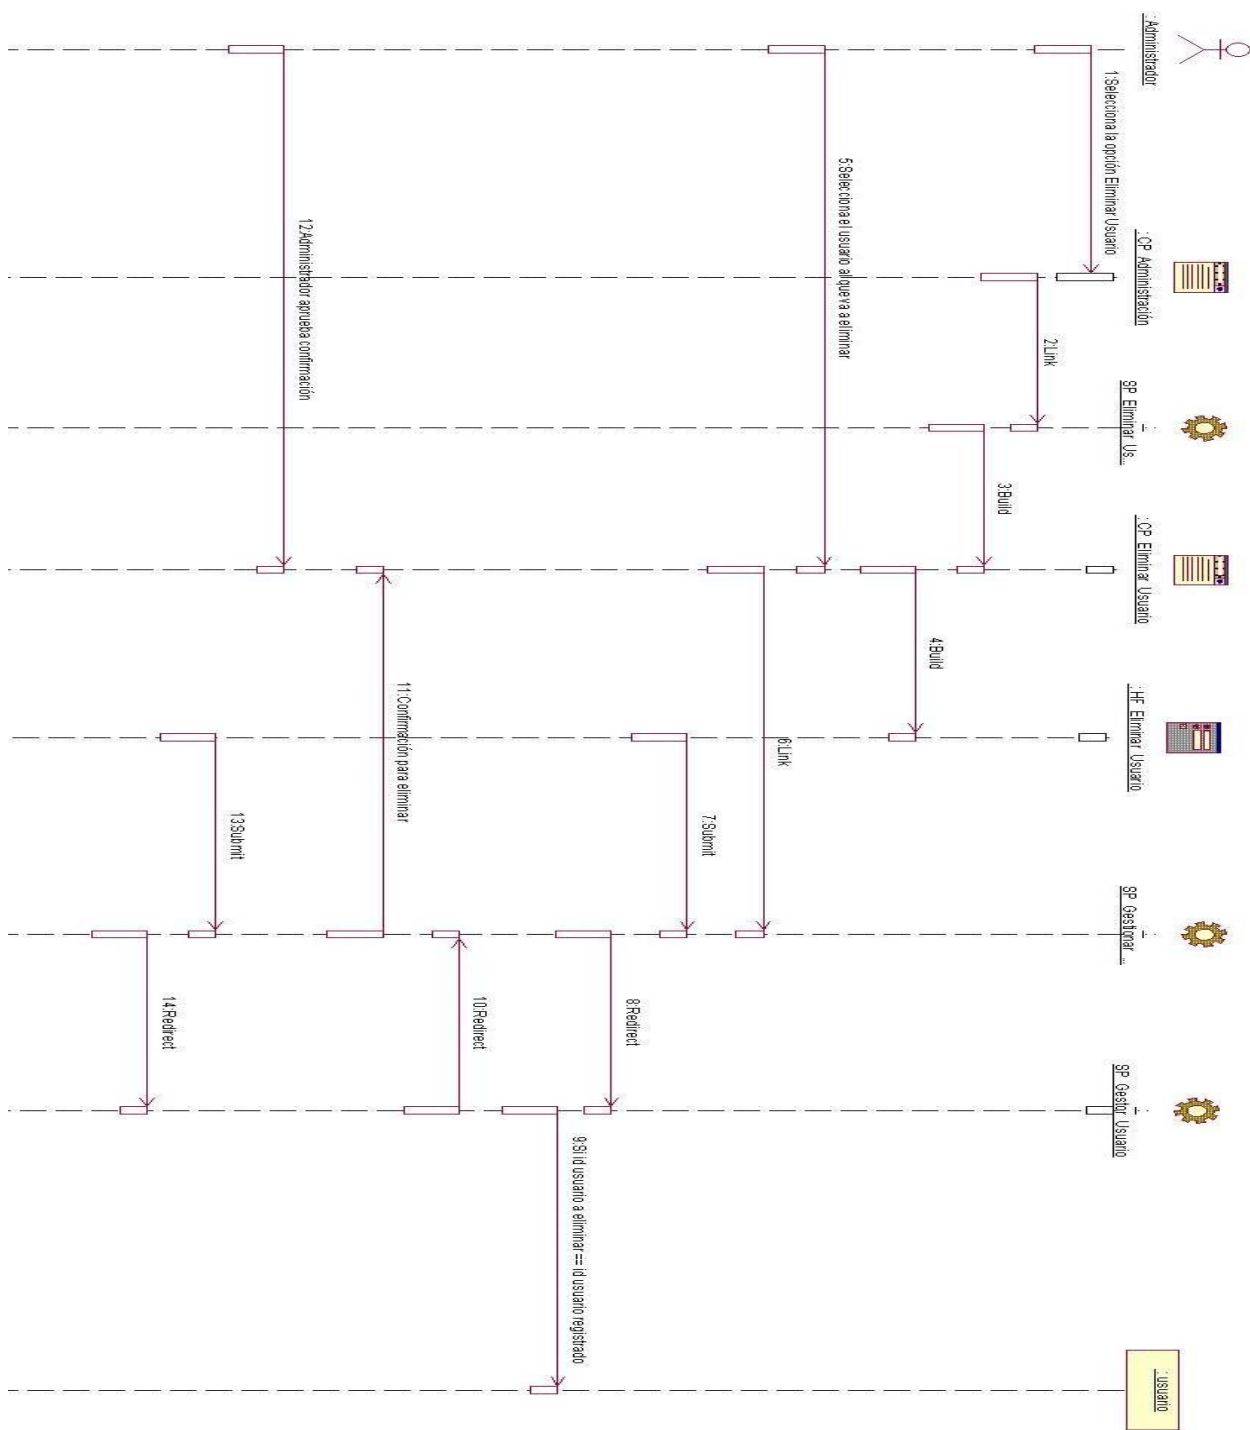 : Administrador
: CP_Administración
:
SP_Eliminar_Us...
: CP_Eliminar_Usuario
: HF_Eliminar_Usuario
:
SP_Gestionar_...
:
SP_Gestor_Usuario
: usuario
1:Selecciona la opción Eliminar Usuario
2:Link
3:Build
4:Build
5:Selecciona el usuario al que va a eliminar
6:Link
7:Submit
8:Redirect
9:Si id usuario a eliminar == id usuario registrado
10:Redirect
11:Confirmación para eliminar
12:Administrador aprueba confirmación
13:Submit
14:Redirect